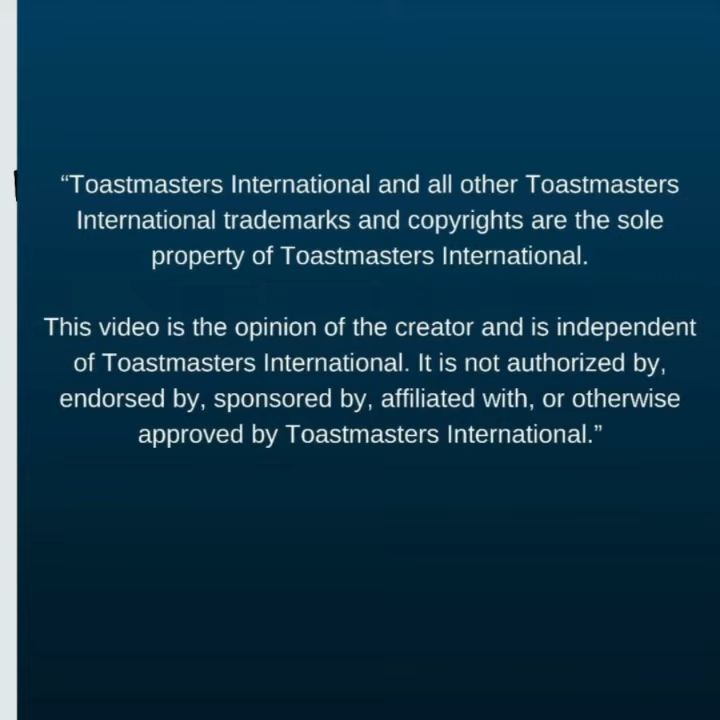 “Toastmasters International and all other Toastmasters
International trademarks and copyrights are the sole
property of Toastmasters International.
This video is the opinion of the creator and is independent
of Toastmasters International. It is not authorized by,
endorsed by, sponsored by, affiliated with, or otherwise
approved by Toastmasters International.”